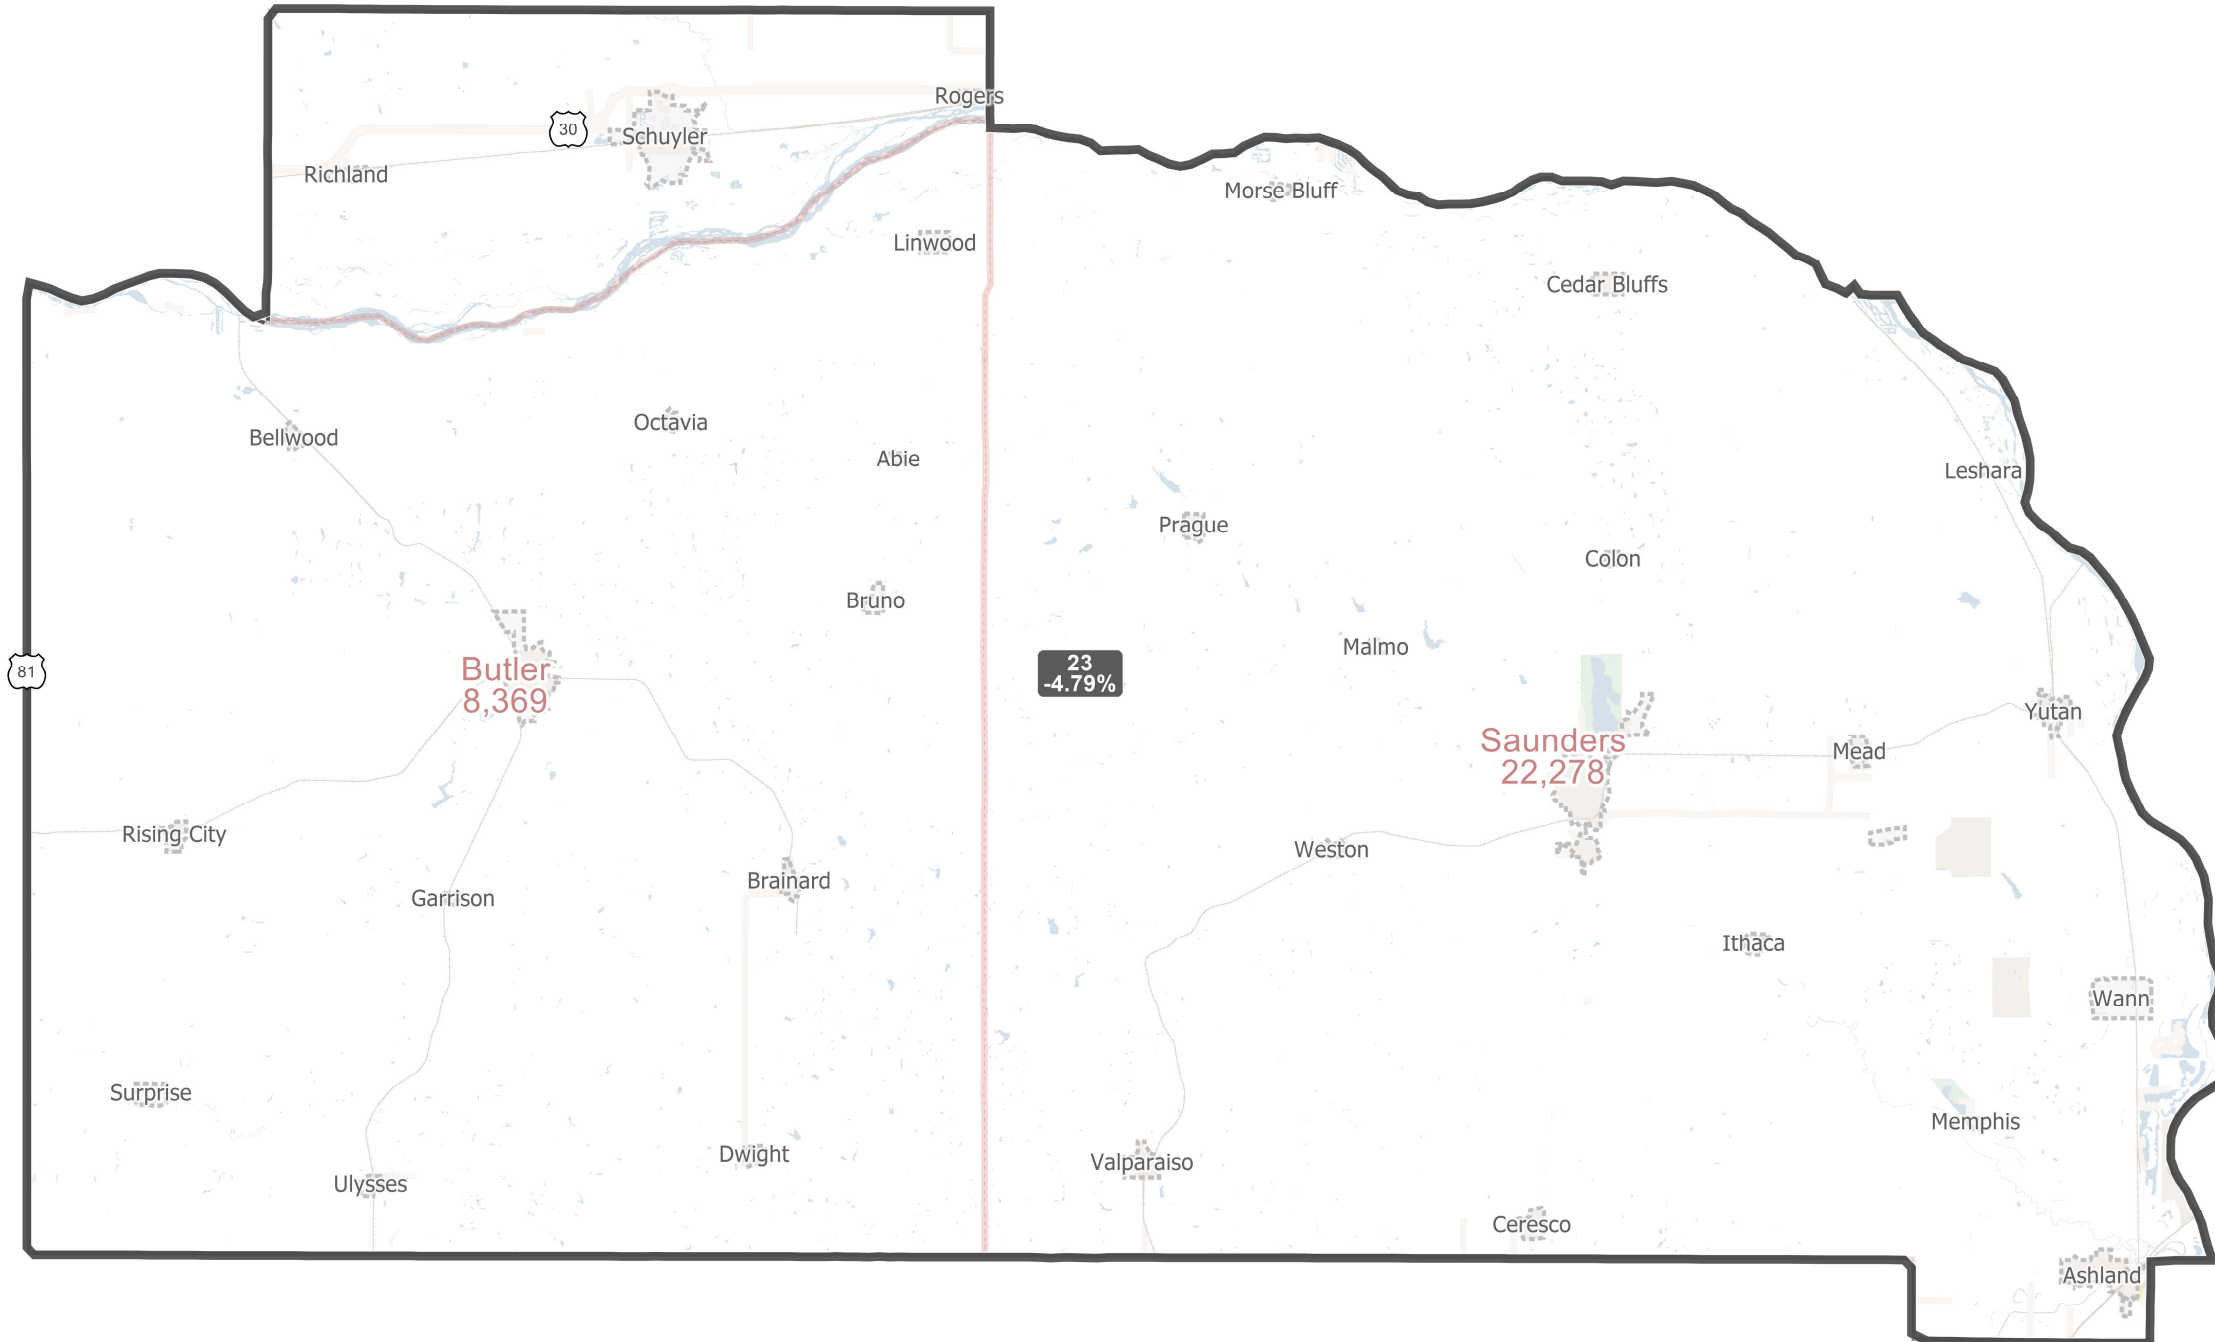 Rogers
30
Schuyler
Richland
Morse Bluff
Linwood
Cedar Bluffs
Octavia
Bellwood
Abie
Leshara
Prague
Colon
Bruno
Malmo
81
Butler
8,369
23
-4.79%
Yutan
Saunders
22,278
Mead
Rising City
Weston
Brainard
Garrison
Ithaca
Wann
Surprise
Memphis
Dwight
Valparaiso
Ulysses
Ceresco
Ashland